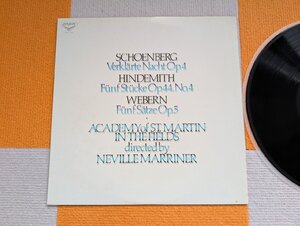 SCHOENBERG
Verklärte Nacht Op.4
HINDEMITH
Fünf Stücke Op.44, No.4
WEBERN
Fünf Sätze Op.5
ACADEMY of ST. MARTIN
IN THE FIELDS
directed by
NEVILLE MARRINER